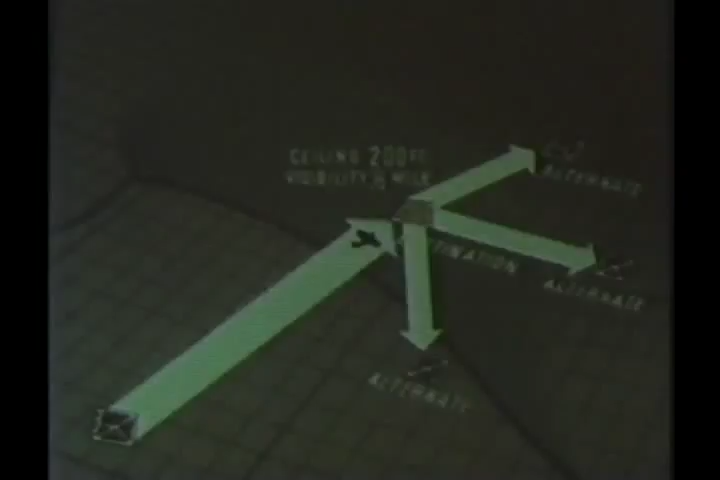 CEILING 200 FT
VISIBILITY ½ MILE
ALTERNATE
DESTINATION
ALTERNATE
ALTERNATE